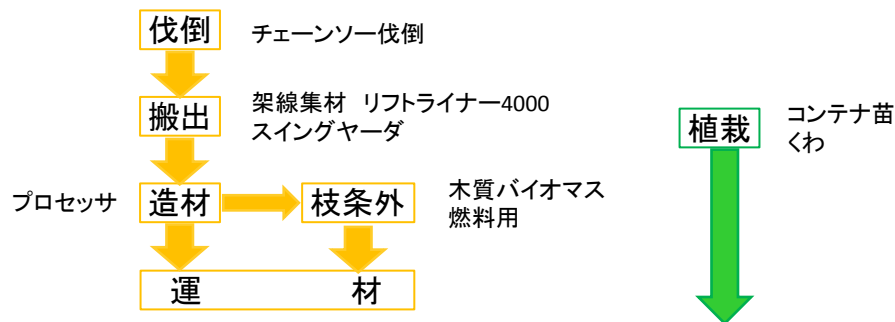 伐倒
チェーンソー伐倒
搬出
架線集材　リフトライナー4000
スイングヤーダ
プロセッサ
造材
枝条外
木質バイオマス
燃料用
運　材
植栽
コンテナ苗
くわ